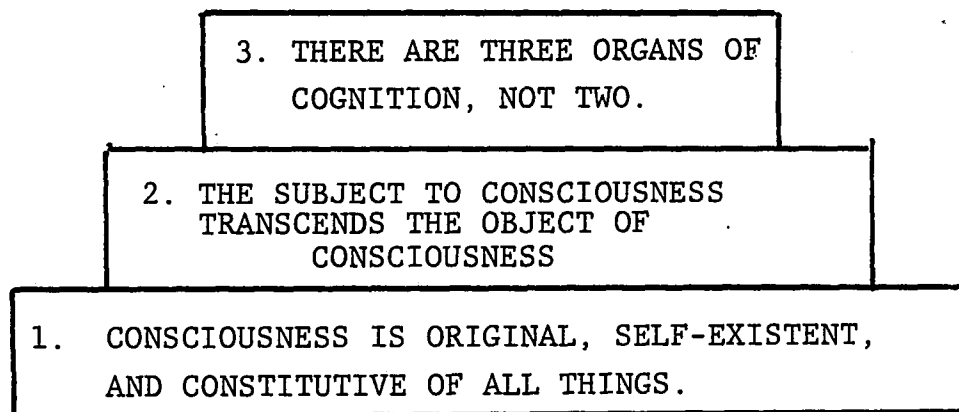 3. THERE ARE THREE ORGANS OF
COGNITION, NOT TWO.
2. THE SUBJECT TO CONSCIOUSNESS
TRANSCENDS THE OBJECT OF
CONSCIOUSNESS
1. CONSCIOUSNESS IS ORIGINAL, SELF-EXISTENT,
AND CONSTITUTIVE OF ALL THINGS.